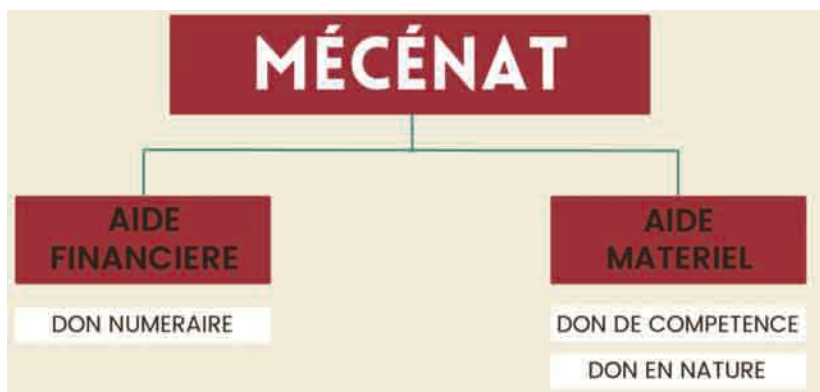 MÉCÉNAT
AIDE
FINANCIERE
DON NUMERAIRE
AIDE
MATERIEL
DON DE COMPETENCE
DON EN NATURE